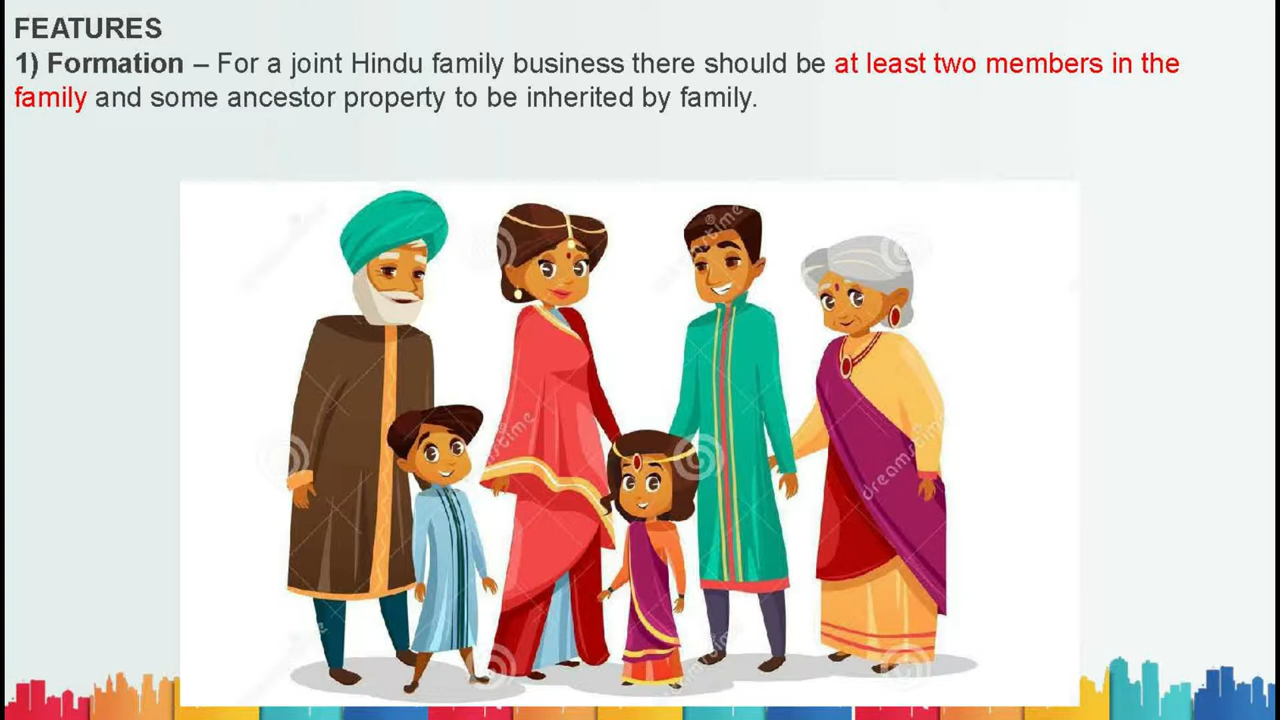 FEATURES
1) Formation – For a joint Hindu family business there should be at least two members in the
family and some ancestor property to be inherited by family.
dreamstime